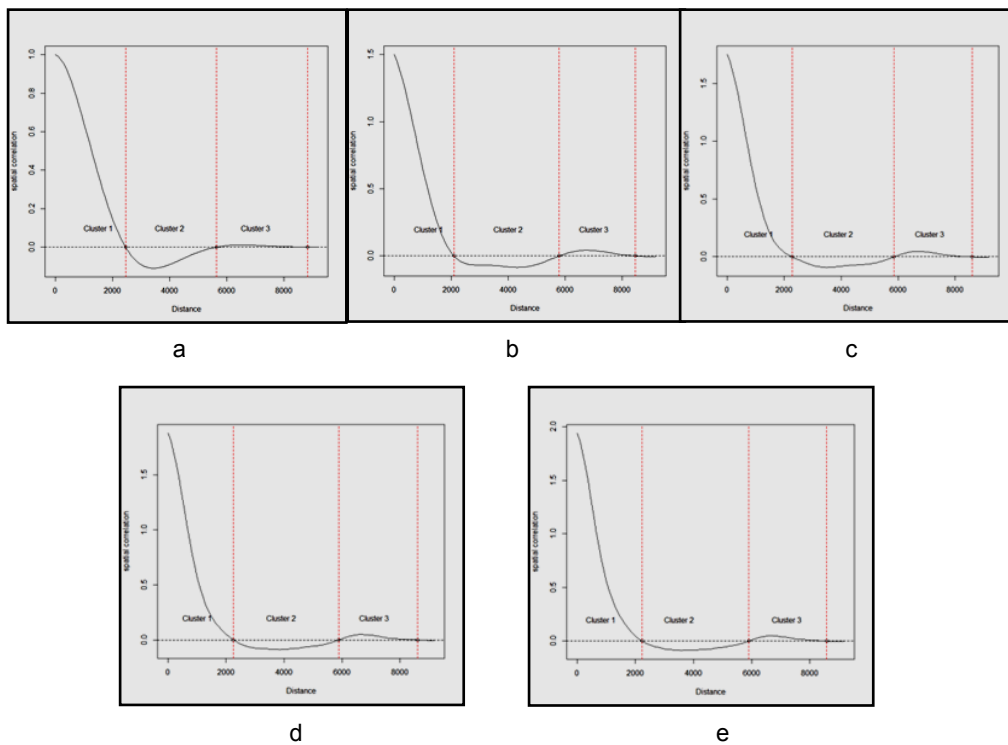 spatial correlation
1.0
0.8
0.6
0.4
0.2
0.0
Cluster 1 Cluster 2 Cluster 3
0 2000 4000 6000 8000
Distance
a
spatial correlation
1.5
1.0
0.5
0.0
Cluster 1 Cluster 2 Cluster 3
0 2000 4000 6000 8000
Distance
b
spatial correlation
1.5
1.0
0.5
0.0
Cluster 1 Cluster 2 Cluster 3
0 2000 4000 6000 8000
Distance
c
spatial correlation
1.5
1.0
0.5
0.0
Cluster 1 Cluster 2 Cluster 3
0 2000 4000 6000 8000
Distance
d
spatial correlation
2.0
1.5
1.0
0.5
0.0
Cluster 1 Cluster 2 Cluster 3
0 2000 4000 6000 8000
Distance
e